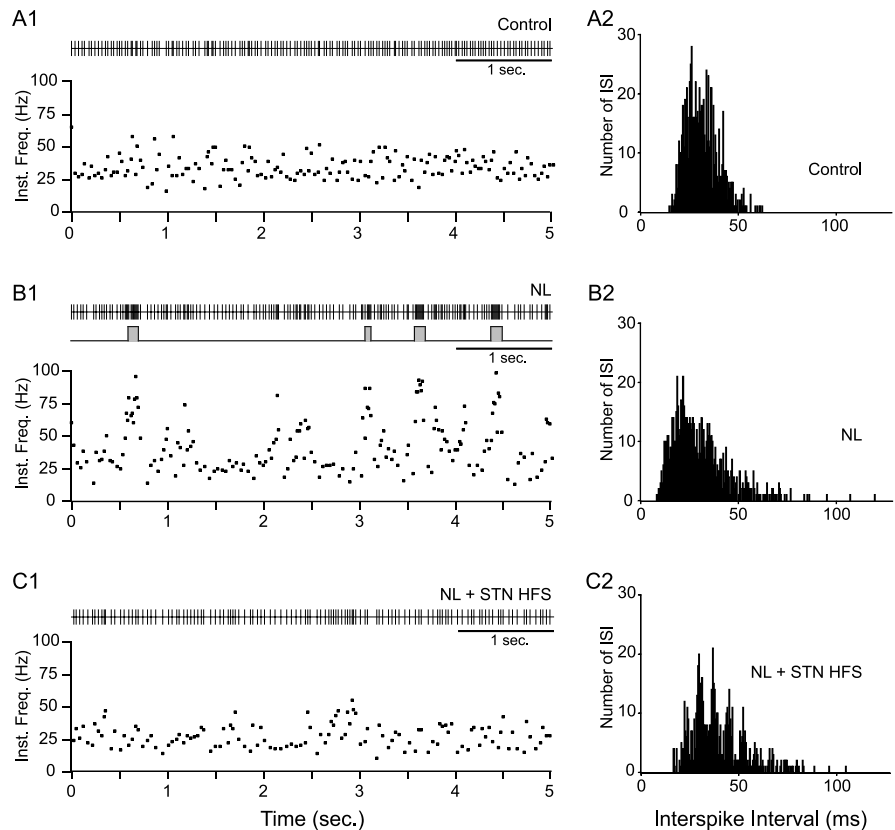 A1
Control
1 sec.
100
75
50
25
0
Inst. Freq. (Hz)
0 1 2 3 4 5
A2
30
20
10
0
Number of ISI
Control
0 50 100
B1
NL
1 sec.
100
75
50
25
0
Inst. Freq. (Hz)
0 1 2 3 4 5
B2
30
20
10
0
Number of ISI
NL
0 50 100
C1
NL + STN HFS
1 sec.
100
75
50
25
0
Inst. Freq. (Hz)
0 1 2 3 4 5
Time (sec.)
C2
30
20
10
0
Number of ISI
NL + STN HFS
0 50 100
Interspike Interval (ms)